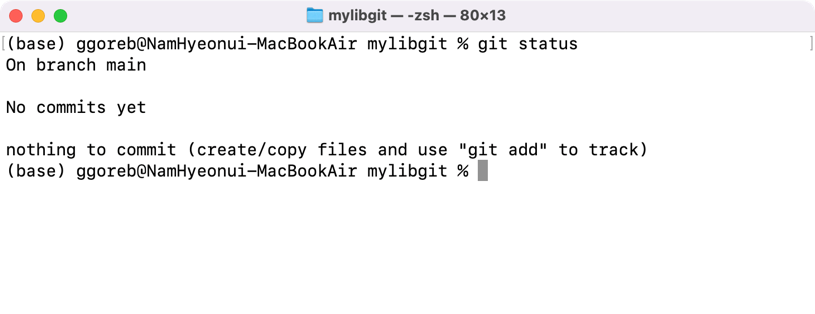 mylibgit — -zsh — 80×13
(base) ggoreb@NamHyeonui-MacBookAir mylibgit % git status
On branch main
No commits yet
nothing to commit (create/copy files and use "git add" to track)
(base) ggoreb@NamHyeonui-MacBookAir mylibgit %